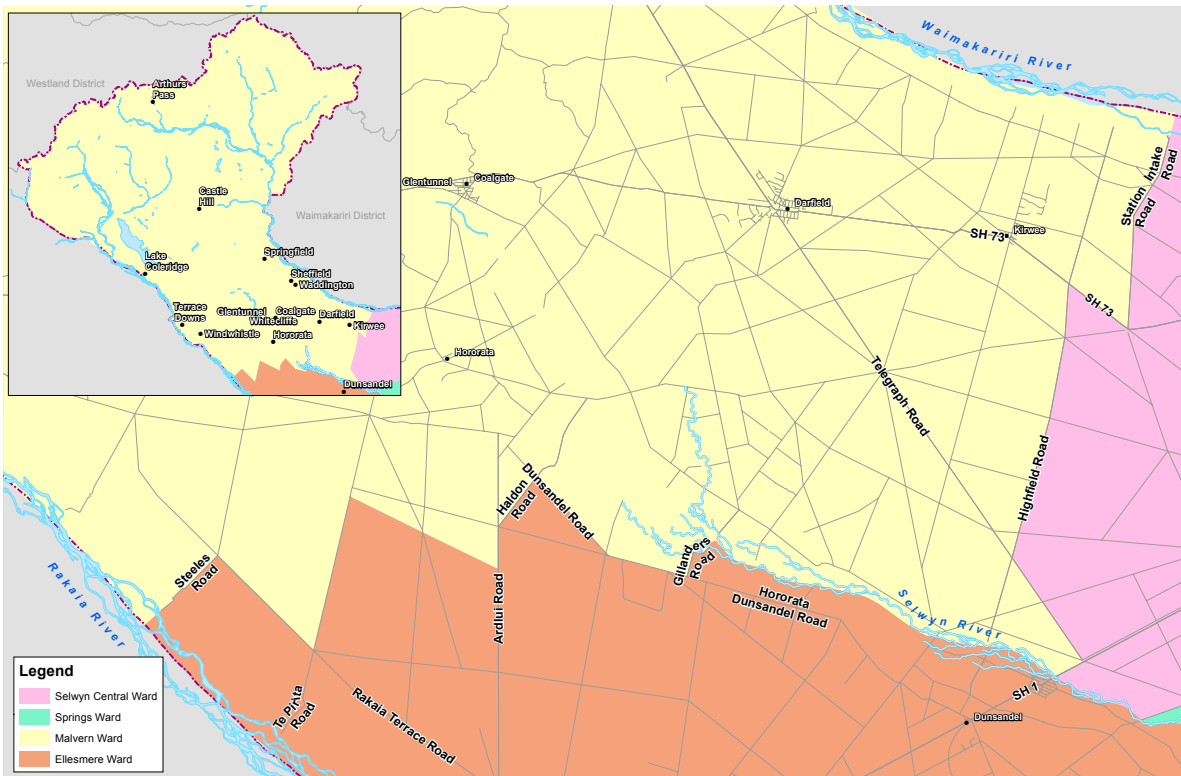 Westland District
Arthurs
Pass
Castle
Hill
Waimakariri District
Lake
Coleridge
Springfield
Sheffield
Waddington
Terrace
Downs
Glentunnel
Coalgate
Whitecliffs
Darfield
Windwhistle
Hororata
Kirwee
Dunsandel
Waimakariri River
Glentunnel
Coalgate
Darfield
SH 73
Kirwee
Station Intake
Road
Road
SH 73
Hororata
Telegraph Road
Highfield Road
Haldon
Road
Dunsandel Road
Steeles
Road
Gillanders
Road
Ardlui Road
Hororata
Dunsandel Road
Selwyn River
Rakaia River
SH 1
Te Pirita
Road
Rakaia Terrace Road
Dunsandel
Legend
Selwyn Central Ward
Springs Ward
Malvern Ward
Ellesmere Ward